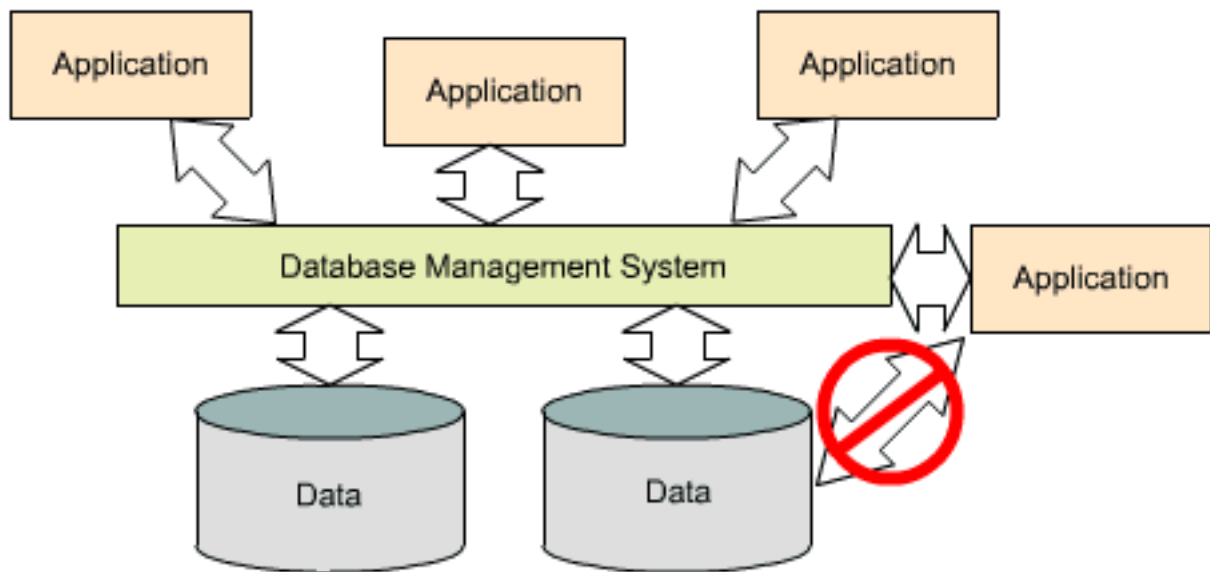 Application
Application
Application
Database Management System
Application
Data
Data